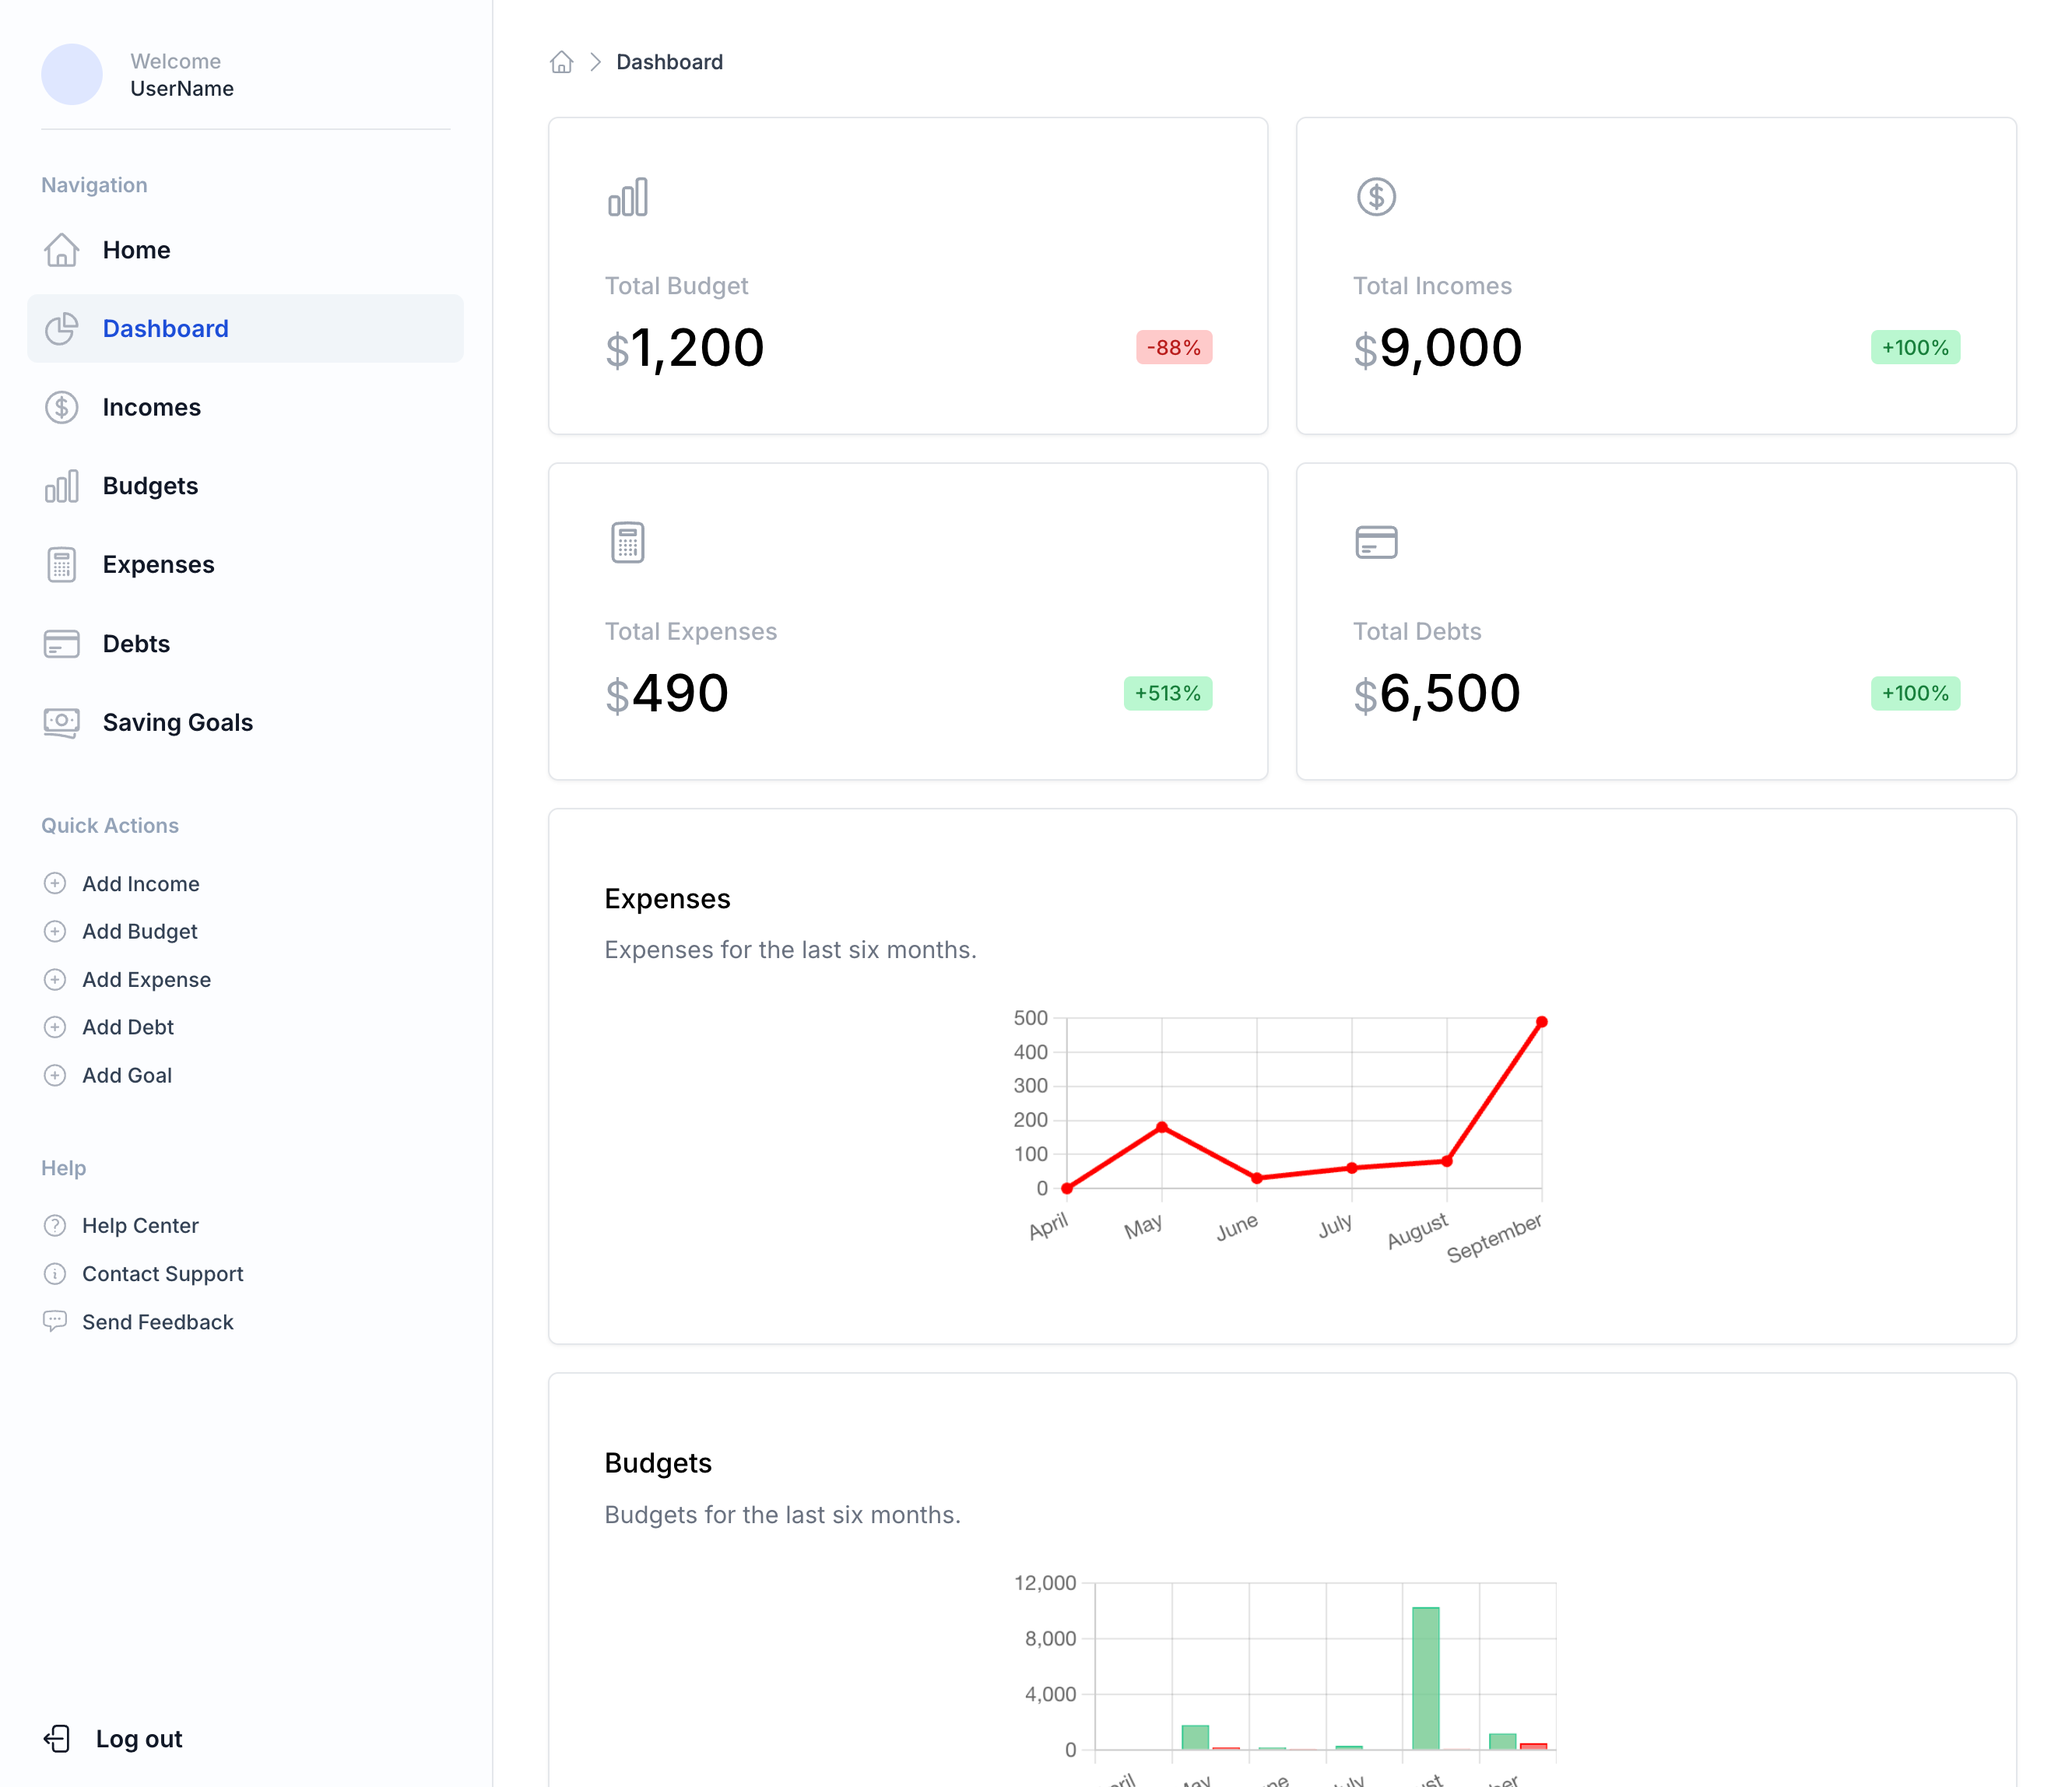 Welcome
UserName
Navigation
Home
Dashboard
Incomes
Budgets
Expenses
Debts
Saving Goals
Quick Actions
Add Income
Add Budget
Add Expense
Add Debt
Add Goal
Help
Help Center
Contact Support
Send Feedback
Log out
Dashboard
Total Budget
$1,200
-88%
Total Incomes
$9,000
+100%
Total Expenses
$490
+513%
Total Debts
$6,500
+100%
Expenses
Expenses for the last six months.
500
400
300
200
100
0
April
May
June
July
August
September
Budgets
Budgets for the last six months.
12,000
8,000
4,000
0